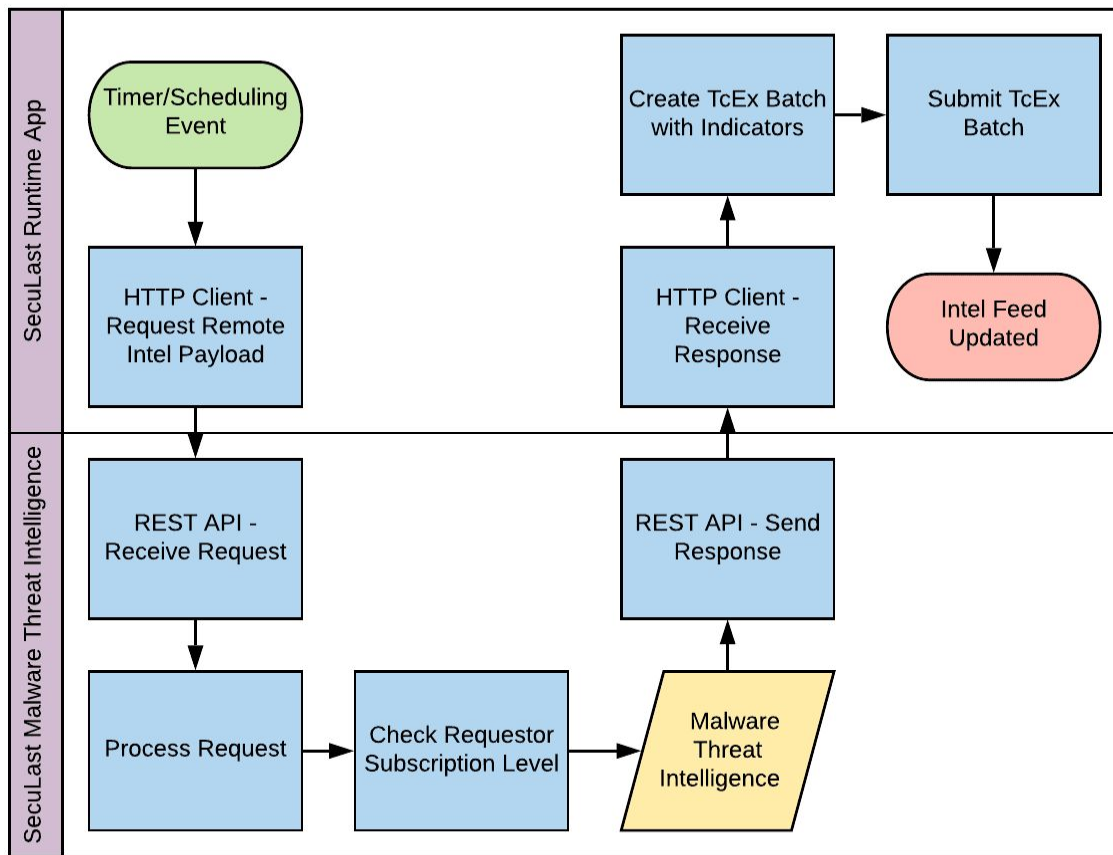 SecuLast Runtime App
Timer/Scheduling
Event
HTTP Client -
Request Remote
Intel Payload
HTTP Client -
Receive
Response
Create TcEx Batch
with Indicators
Submit TcEx
Batch
Intel Feed
Updated
SecuLast Malware Threat Intelligence
REST API -
Receive Request
Process Request
Check Requestor
Subscription Level
Malware
Threat
Intelligence
REST API - Send
Response